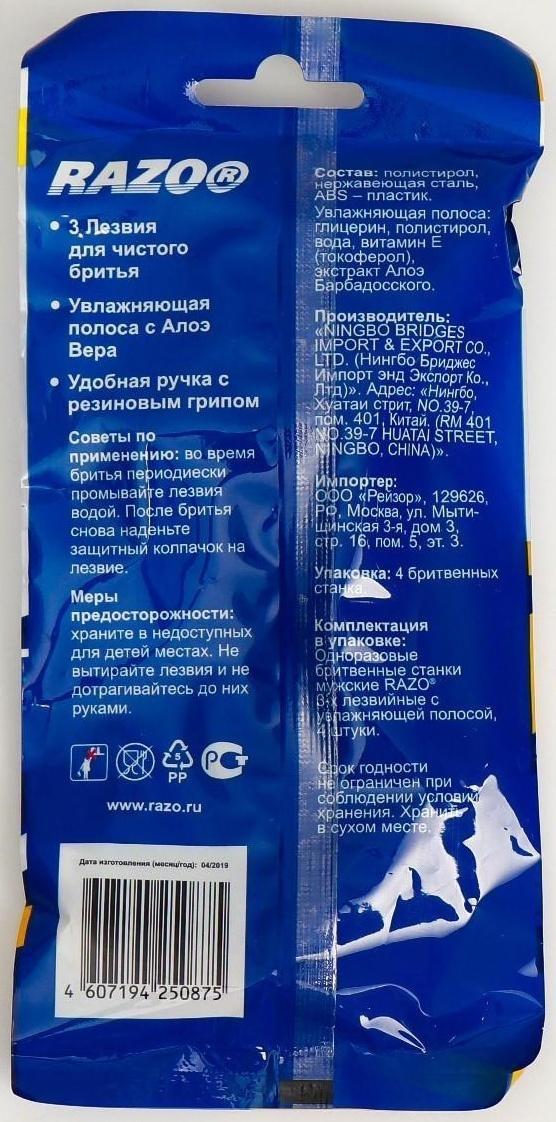 RAZO®
• 3 Лезвия
для чистого
бритья
• Увлажняющая
полоса с Алоэ
Вера
• Удобная ручка с
резиновым грипом
Советы по
применению: во время
бритья периодиески
промывайте лезвия
водой. После бритья
снова наденьте
защитный колпачок на
лезвие.
Меры
предосторожности:
храните в недоступных
для детей местах. Не
вытирайте лезвия и не
дотрагивайтесь до них
руками.
5
PP
РСТ
www.razo.ru
Дата изготовления (месяц/год): 04/2019
4 607194 250875
Состав: полистирол,
нержавеющая сталь,
ABS – пластик.
Увлажняющая полоса:
глицерин, полистирол,
вода, витамин Е
(токоферол),
экстракт Алоэ
Барбадосского.
Производитель:
«NINGBO BRIDGES
IMPORT & EXPORT CO.,
LTD. (Нингбо Бриджес
Импорт энд Экспорт Ко.,
Лтд)». Адрес: «Нингбо,
Хуатаи стрит, NO.39-7,
пом. 401, Китай. (RM 401
NO.39-7 HUATAI STREET,
NINGBO, CHINA)».
Импортер:
ООО «Рейзор», 129626,
РФ, Москва, ул. Мыти-
щинская 3-я, дом 3,
стр. 16, пом. 5, эт. 3.
Упаковка: 4 бритвенных
станка
Комплектация
в упаковке:
Одноразовые
бритвенные станки
мужские RAZO®
3-х лезвийные с
увлажняющей полосой,
4 штуки.
Срок годности
не ограничен при
соблюдении условий
хранения. Хранить
в сухом месте.